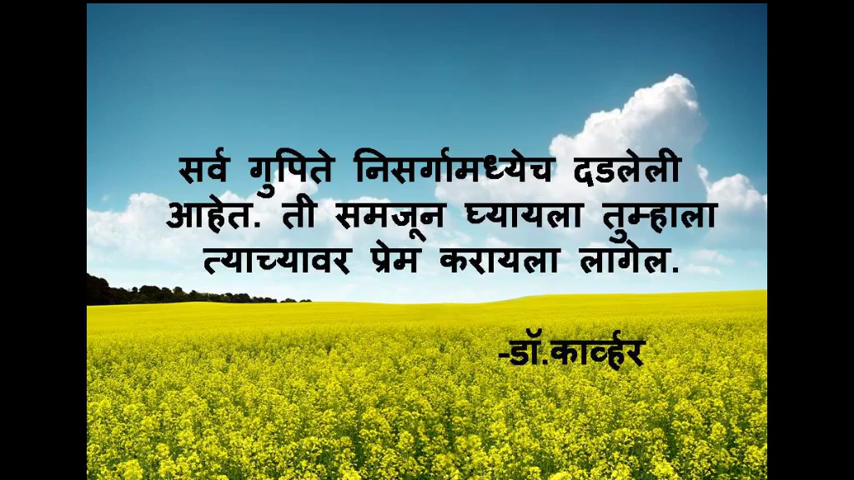 सर्व गुपिते निसर्गामध्येच दडलेली
आहेत. ती समजून घ्यायला तुम्हाला
त्याच्यावर प्रेम करायला लागेल.
-डॉ.कार्व्हर